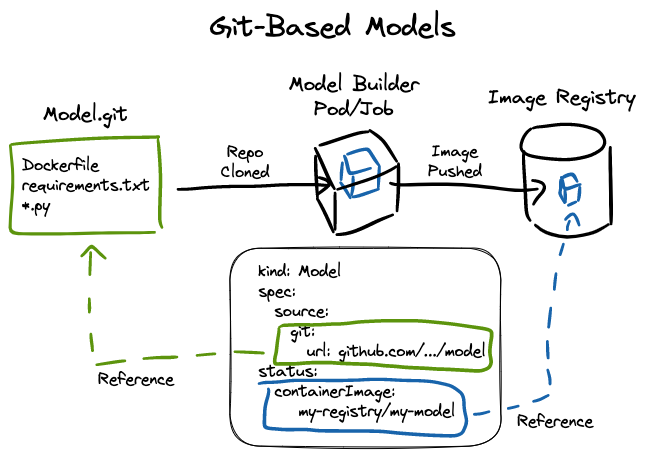 Git-Based Models
Model.git
Dockerfile
requirements.txt
*.py
Repo
Cloned
Model Builder
Pod/Job
Image
Pushed
Image Registry
kind: Model
spec:
source:
git:
url: github.com/.../model
status:
containerImage:
my-registry/my-model
Reference
Reference